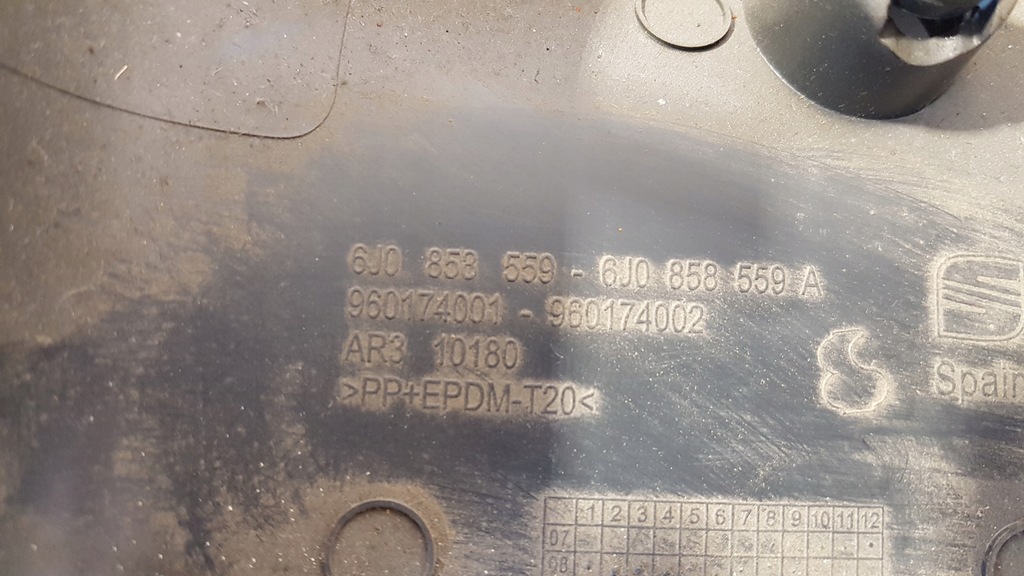 6J0 858 559 - 6J0 858 559 A
960174001 - 960174002
AR3 10180
>PP+EPDM-T20<
Spain
1 2 3 4 5 6 7 8 9 10 11 12
07
08